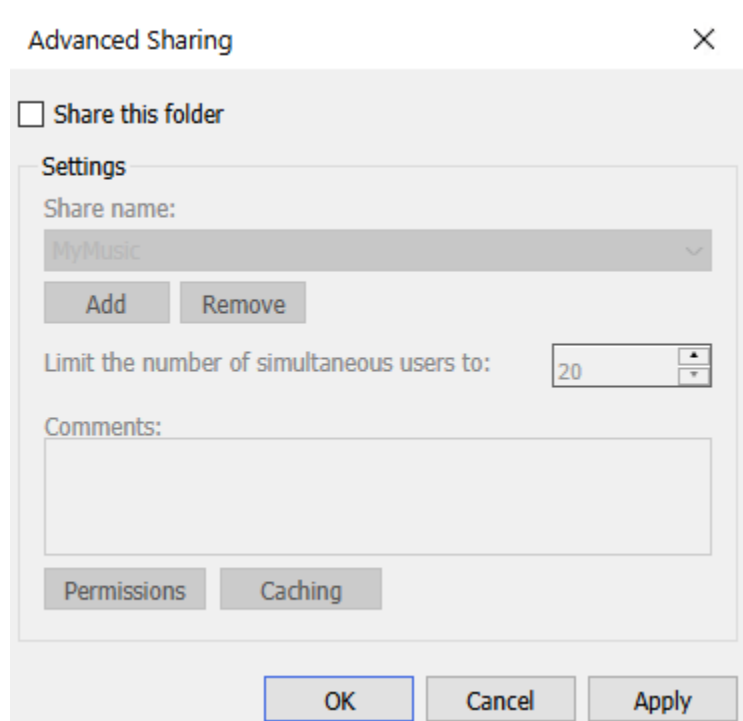 Advanced Sharing
Share this folder
Settings
Share name:
MyMusic
Add Remove
Limit the number of simultaneous users to: 20
Comments:
Permissions Caching
OK Cancel Apply